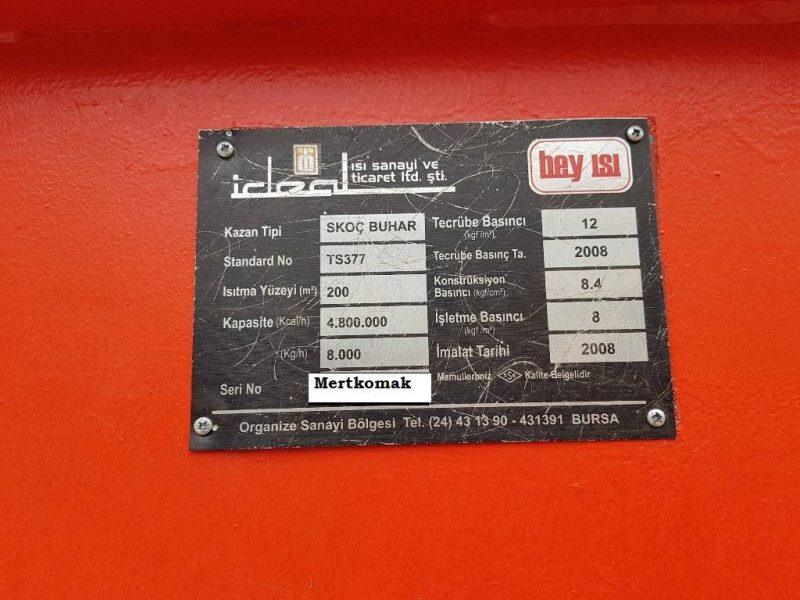 ideal
ısı sanayi ve
ticaret ltd. şti.
bey ısı
Kazan Tipi SKOÇ BUHAR Tecrübe Basıncı (kgf/m²) 12
Standard No TS377 Tecrübe Basınç Ta. 2008
Isıtma Yüzeyi (m²) 200 Konstrüksiyon Basıncı (kgf/cm²) 8.4
Kapasite (Kcal/h) 4.800.000 İşletme Basıncı (kgf/m²) 8
(Kg/h) 8.000 İmalat Tarihi 2008
Seri No Mertkomak Mamullerimiz TSE Kalite Belgelidir
Organize Sanayi Bölgesi Tel. (24) 43 13 90 - 431391 BURSA